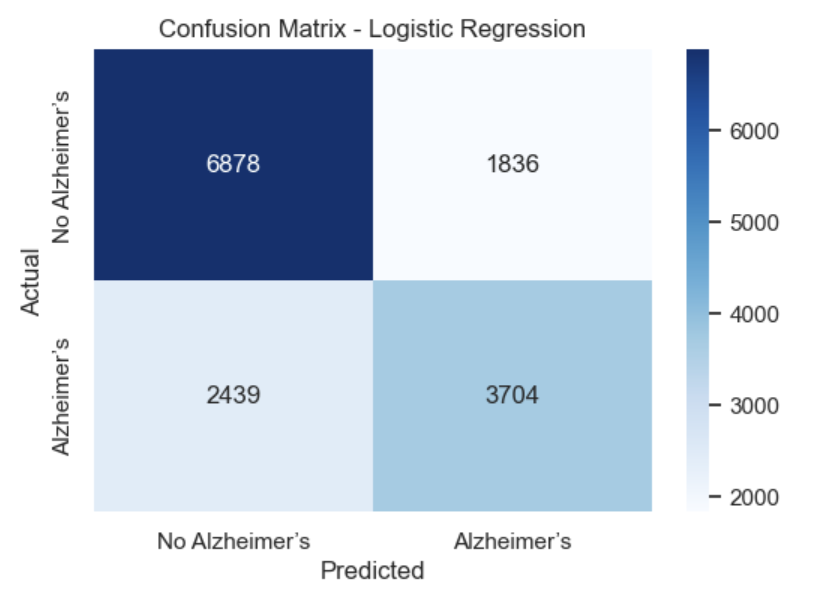 Confusion Matrix - Logistic Regression
Actual
No Alzheimer’s
Alzheimer’s
6878
1836
2439
3704
No Alzheimer’s
Alzheimer’s
Predicted
6000
5000
4000
3000
2000